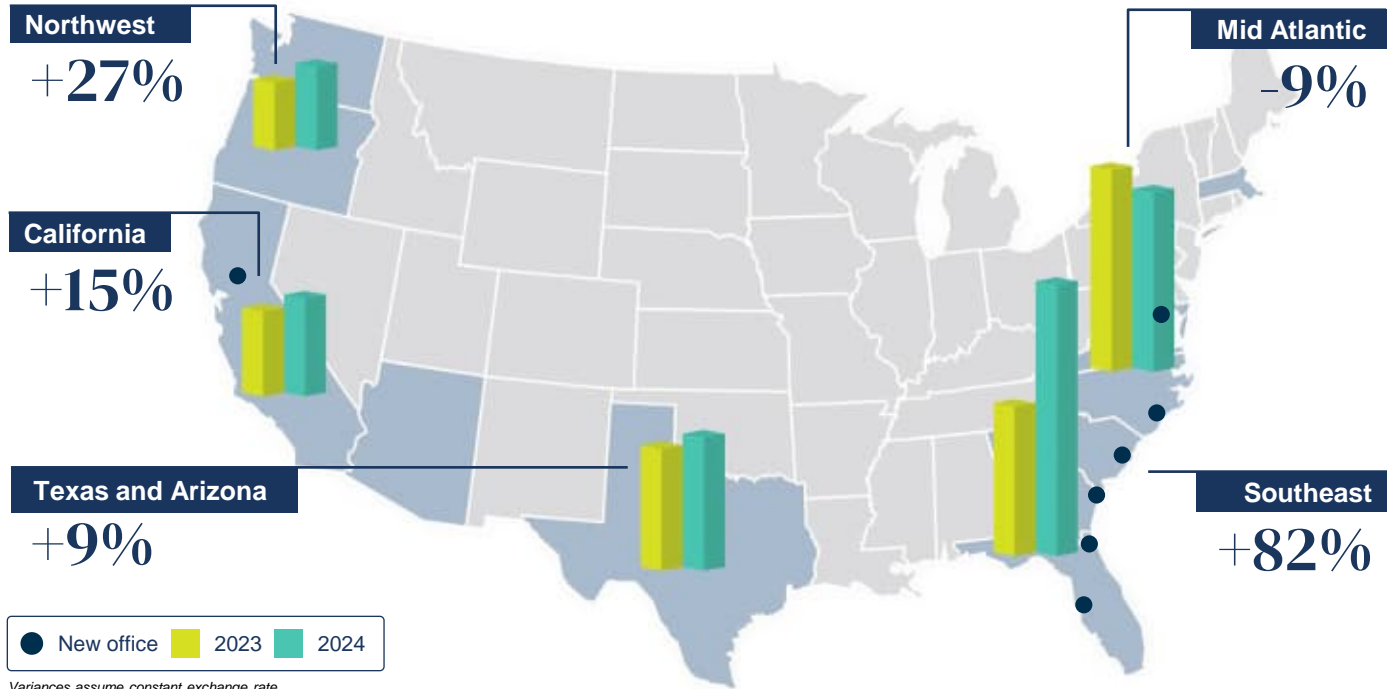 Northwest
+27%
Mid Atlantic
-9%
California
+15%
Texas and Arizona
+9%
Southeast
+82%
New office 2023 2024
Variances assume constant exchange rate